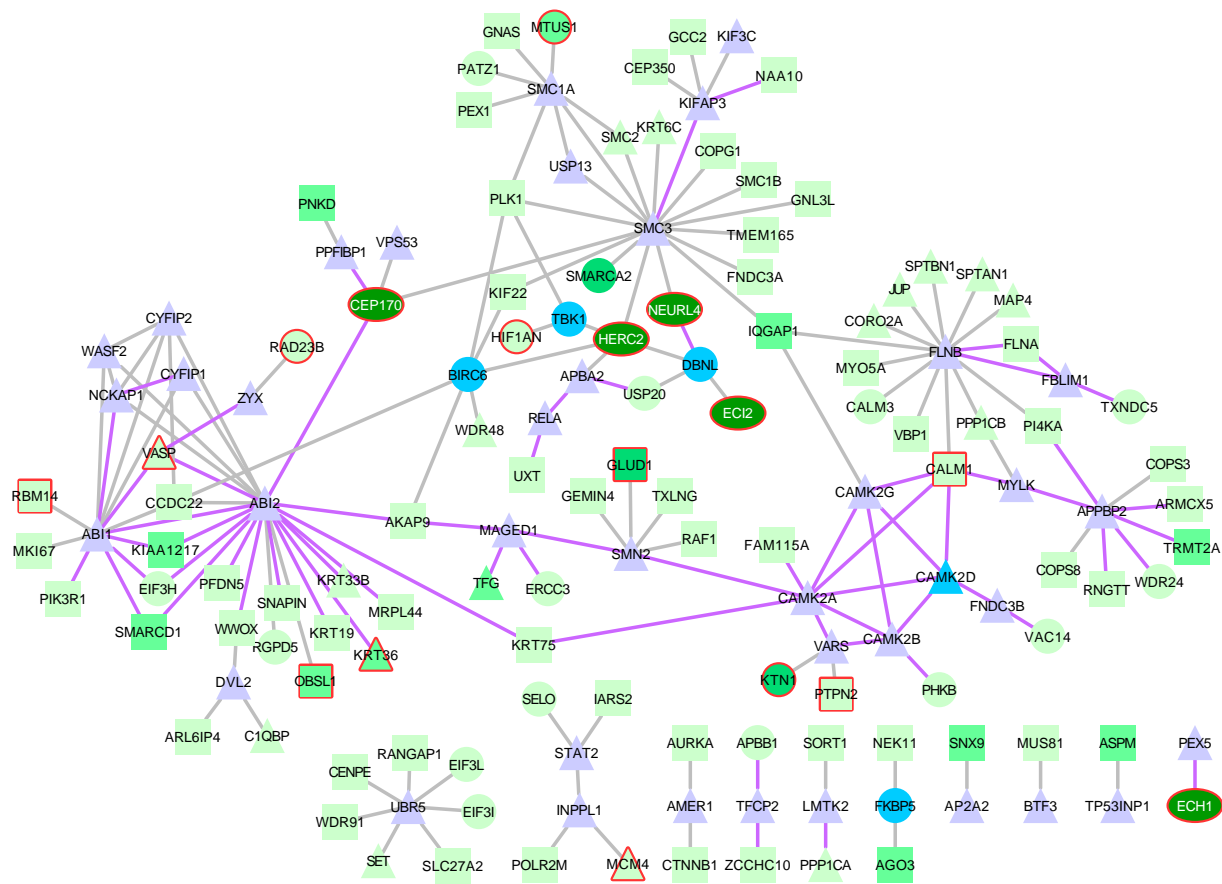 GNAS
MTUS1
GCC2
KIF3C
PATZ1
CEP350
NAA10
SMC1A
KIFAP3
PEX1
SMC2
KRT6C
USP13
COPG1
SMC1B
PLK1
GNL3L
PNKD
SMC3
TMEM165
PPFIBP1
VPS53
SPTBN1
SPTAN1
JUP
MAP4
SMARCA2
FNDC3A
CEP170
KIF22
NEURL4
CYFIP2
CORO2A
IQGAP1
TBK1
HIF1AN
HERC2
FLNA
WASF2
RAD23B
FLNB
CYFIP1
MYO5A
BIRC6
DBNL
NCKAP1
APBA2
FBLIM1
ZYX
USP20
CALM3
TXNDC5
RELA
ECI2
PPP1CB
WDR48
VBP1
PI4KA
VASP
UXT
GLUD1
CALM1
COPS3
RBM14
CCDC22
GEMIN4
TXLNG
CAMK2G
MYLK
ARMCX5
ABI2
APPBP2
AKAP9
MAGED1
ABI1
RAF1
TRMT2A
MKI67
KIAA1217
SMN2
FAM115A
EIF3H
PFDN5
KRT33B
TFG
ERCC3
CAMK2D
COPS8
WDR24
PIK3R1
SNAPIN
MRPL44
CAMK2A
RNGTT
FNDC3B
SMARCD1
WWOX
RGPD5
KRT19
KRT75
CAMK2B
VAC14
KRT36
VARS
OBSL1
DVL2
KTN1
PTPN2
PHKB
SELO
IARS2
ARL6IP4
C1QBP
RANGAP1
AURKA
APBB1
SORT1
NEK11
SNX9
MUS81
ASPM
PEX5
CENPE
EIF3L
STAT2
UBR5
INPPL1
AMER1
TFCP2
LMTK2
FKBP5
AP2A2
BTF3
TP53INP1
ECH1
WDR91
EIF3I
SET
SLC27A2
POLR2M
MCM4
CTNNB1
ZCCHC10
PPP1CA
AGO3